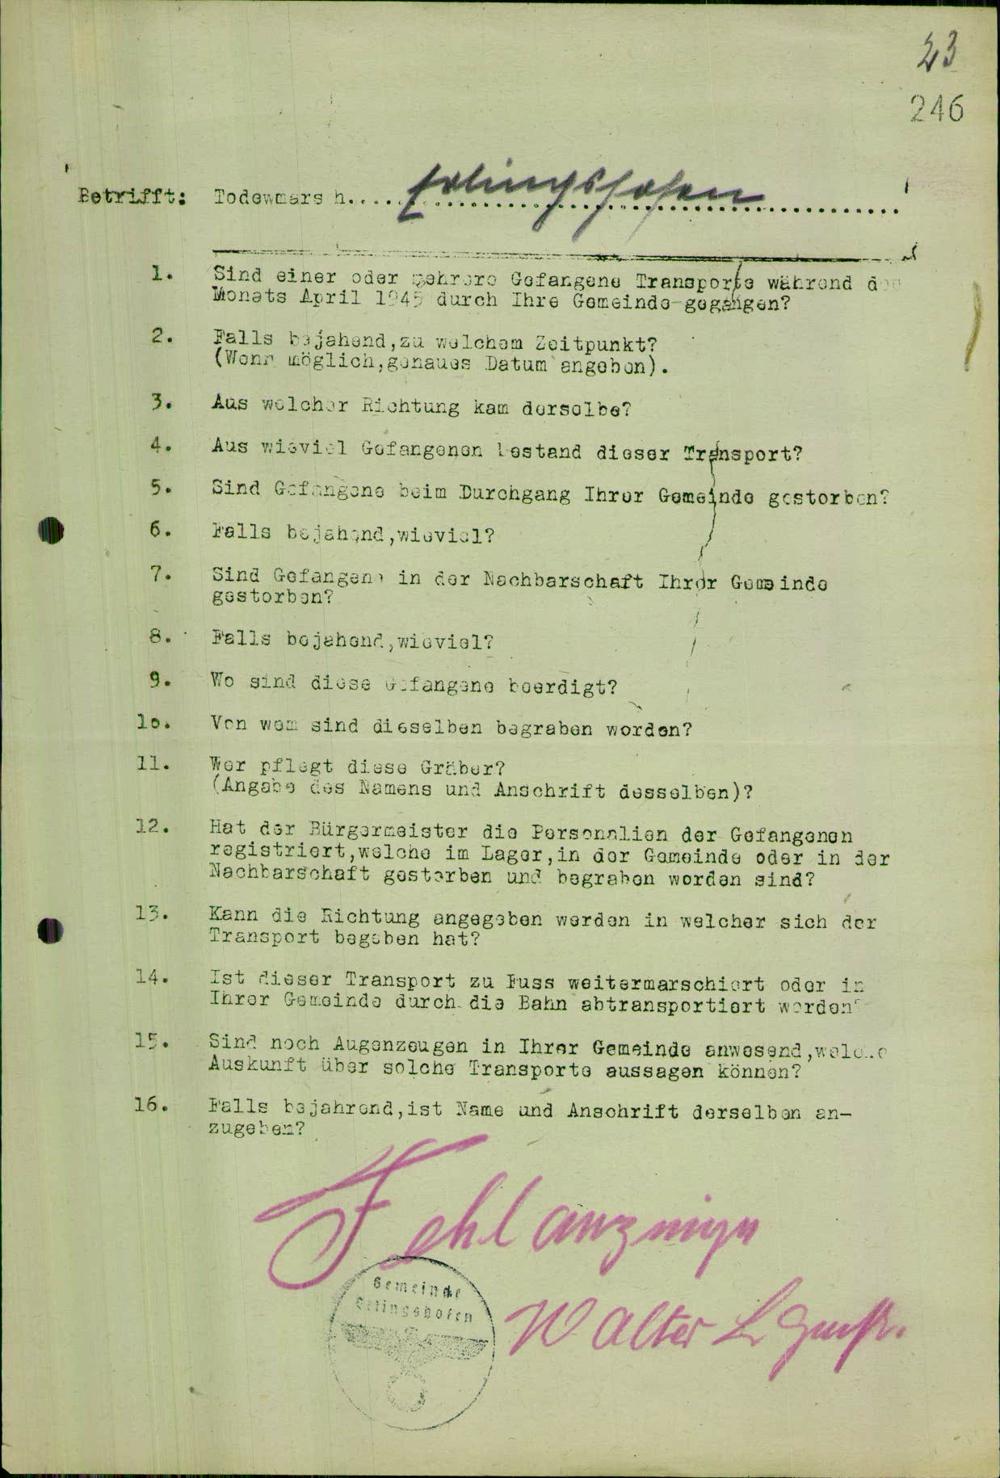 23
246
Betrifft: Todesmarsch..... Erlingshofen
1. Sind einer oder mehrere Gefangene Transporte während des
Monats April 1945 durch Ihre Gemeinde gegangen?
2. Falls bejahend,zu welchem Zeitpunkt?
(Wenn möglich,genaues Datum angeben).
3. Aus welcher Richtung kam derselbe?
4. Aus wieviel Gefangenen bestand dieser Transport?
5. Sind Gefangene beim Durchgang Ihrer Gemeinde gestorben?
6. Falls bejahend,wieviel?
7. Sind Gefangene in der Nachbarschaft Ihrer Gemeinde
gestorben?
8. Falls bejahend,wieviel?
9. Wo sind diese Gefangene beerdigt?
10. Von wem sind dieselben begraben worden?
11. Wer pflegt diese Gräber?
(Angabe des Namens und Anschrift desselben)?
12. Hat der Bürgermeister die Personalien der Gefangenen
registriert,welche im Lager,in der Gemeinde oder in der
Nachbarschaft gestorben und begraben worden sind?
13. Kann die Richtung angegeben werden in welcher sich der
Transport begeben hat?
14. Ist dieser Transport zu Fuss weitermarschiert oder in
Ihrer Gemeinde durch die Bahn abtransportiert worden?
15. Sind noch Augenzeugen in Ihrer Gemeinde anwesend,welche
Auskunft über solche Transporte aussagen können?
16. Falls bejahrend,ist Name und Anschrift derselben an-
zugeben?
Fehlanzeige
Gemeinde
Erlingshofen
Walter